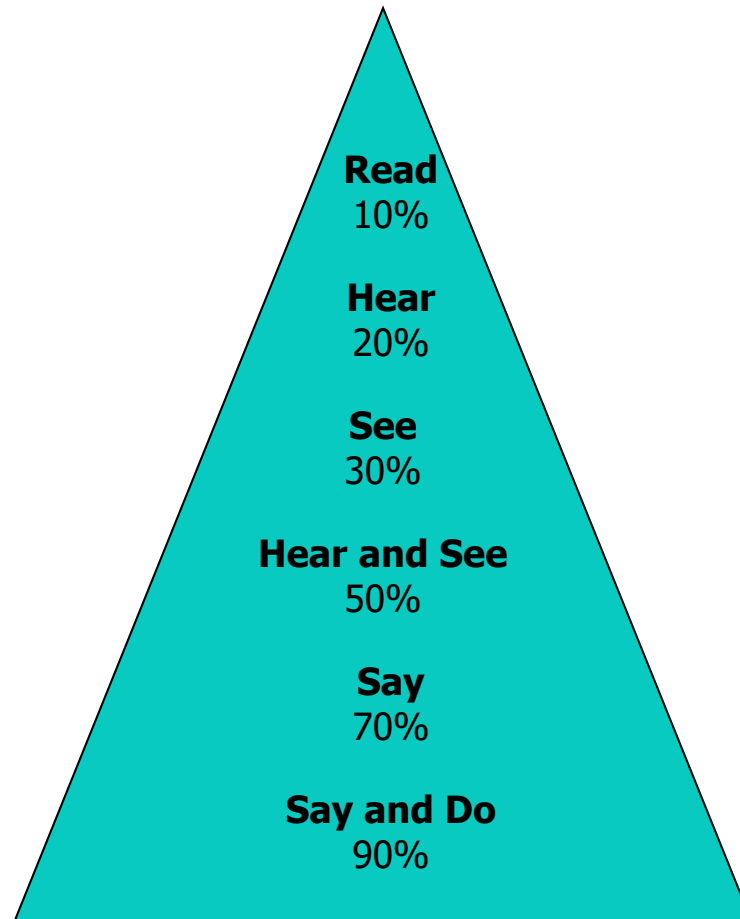 Read
10%
Hear
20%
See
30%
Hear and See
50%
Say
70%
Say and Do
90%